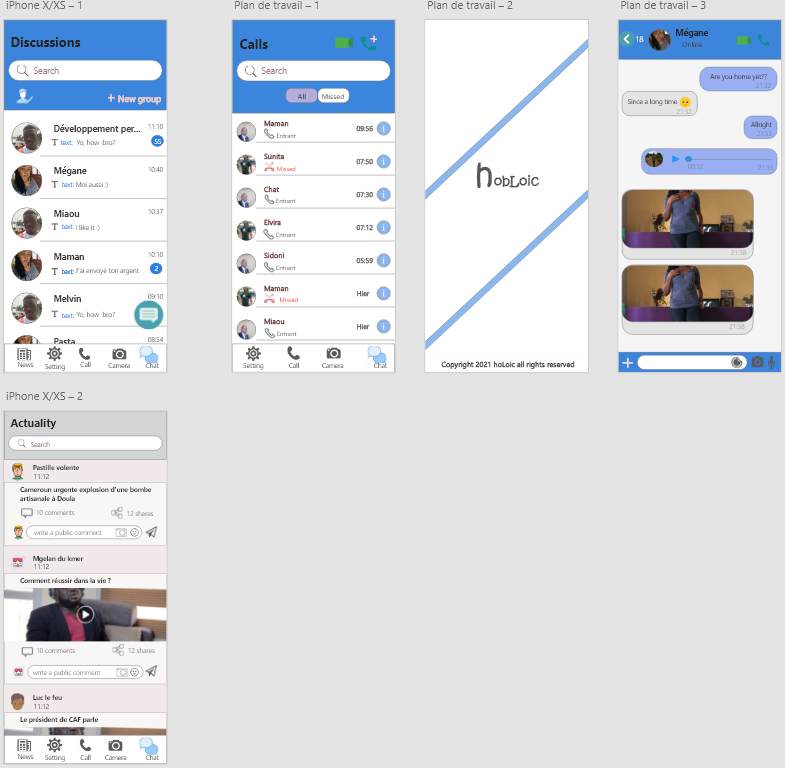 iPhone X/XS – 1
Discussions
Search
+ New group
Développement per... 11:10
T text: Yo, how bro? 55
Mégane 10:40
T text: Moi aussi :)
Miaou 10:37
T text: I like it :)
Maman 10:10
T text: J'ai envoyé ton argent 2
Melvin 09:10
T text: Yo, how bro?
Pasta 08:54
News Setting Call Camera Chat
Plan de travail – 1
Calls
Search
All Missed
Maman
Entrant 09:56 i
Sunita
Missed 07:50 i
Chat
Entrant 07:30 i
Elvira
Entrant 07:12 i
Sidoni
Entrant 05:59 i
Maman
Missed Hier i
Miaou
Entrant Hier i
Setting Call Camera Chat
Plan de travail – 2
hobLoic
Copyright 2021 hoLoic all rights reserved
Plan de travail – 3
18 Mégane
Online
Are you home yet??
21:32
Since a long time
21:32
Allright
21:33
00:52 21:35
21:38
21:38
iPhone X/XS – 2
Actuality
Search
Pastille volente
11:12
Cameroun urgente explosion d'une bombe
artisanale à Doula
10 comments 12 shares
write a public comment
Mgelan du kmer
11:12
Comment réussir dans la vie ?
10 comments 12 shares
write a public comment
Luc le feu
11:12
Le président de CAF parle
News Setting Call Camera Chat